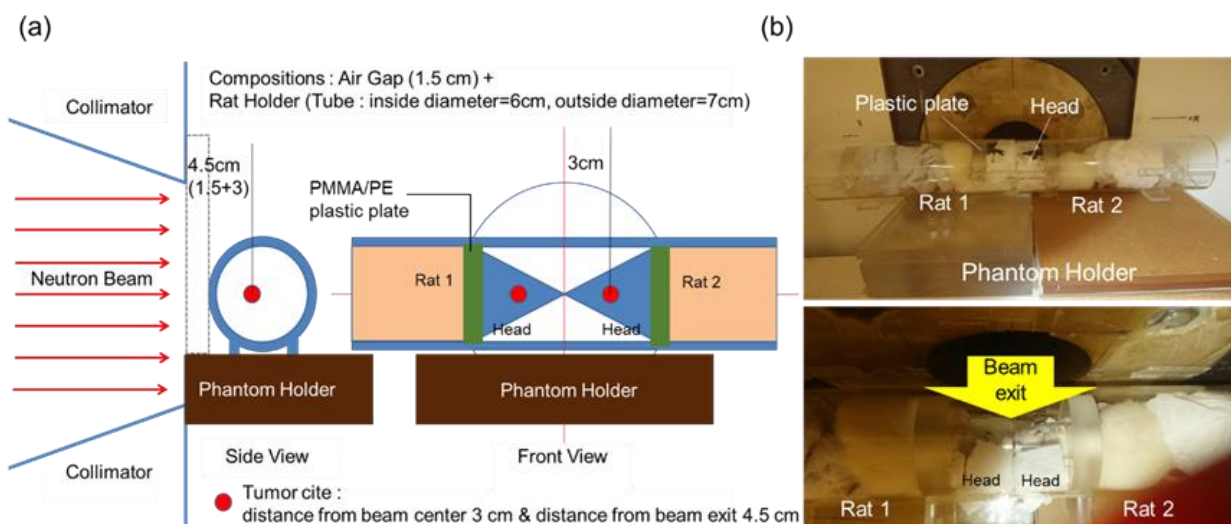 (a)
Compositions : Air Gap (1.5 cm) +
Rat Holder (Tube : inside diameter=6cm, outside diameter=7cm)
Collimator
4.5cm
(1.5+3)
3cm
PMMA/PE
plastic plate
Neutron Beam
Rat 1
Rat 2
Head
Head
Phantom Holder
Phantom Holder
Collimator
Side View
Front View
Tumor cite :
distance from beam center 3 cm & distance from beam exit 4.5 cm
(b)
Plastic plate
Head
Rat 1
Rat 2
Phantom Holder
Beam
exit
Head
Head
Rat 1
Rat 2